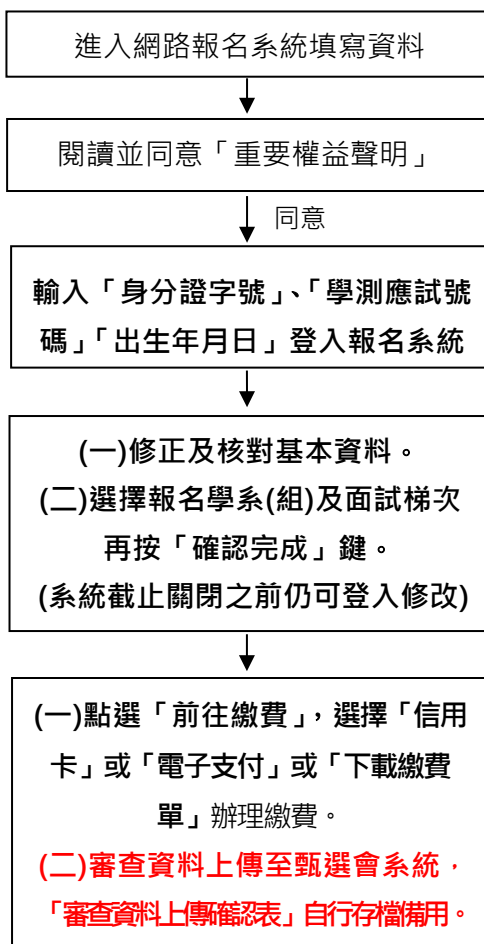 進入網路報名系統填寫資料
閱讀並同意「重要權益聲明」
同意
輸入「身分證字號」、「學測應試號
碼」「出生年月日」登入報名系統
(一)修正及核對基本資料。
(二)選擇報名學系(組)及面試梯次
再按「確認完成」鍵。
(系統截止關閉之前仍可登入修改)
(一)點選「前往繳費」，選擇「信用
卡」或「電子支付」或「下載繳費
單」辦理繳費。
(二)審查資料上傳至甄選會系統，
「審查資料上傳確認表」自行存檔備用。